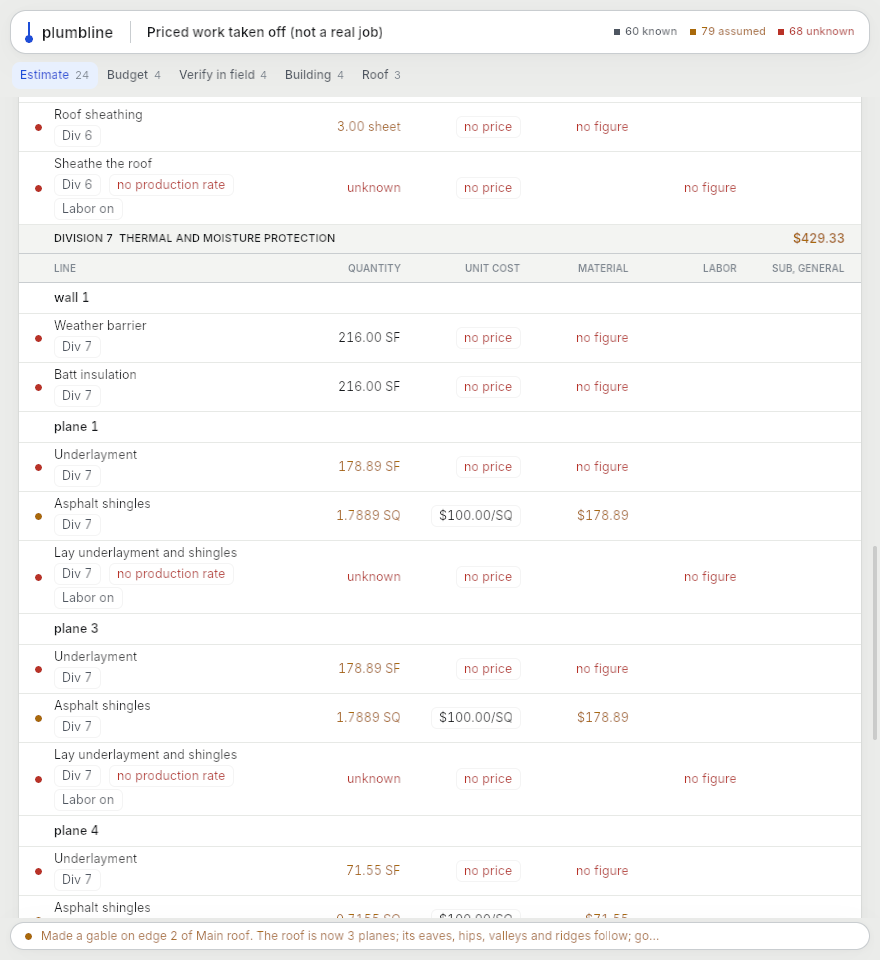 plumbline
Priced work taken off (not a real job)
60 known 79 assumed 68 unknown
Estimate 24 Budget 4 Verify in field 4 Building 4 Roof 3
Roof sheathing
Div 6
3.00 sheet no price no figure
Sheathe the roof
Div 6 no production rate
Labor on
unknown no price no figure
DIVISION 7 THERMAL AND MOISTURE PROTECTION $429.33
LINE QUANTITY UNIT COST MATERIAL LABOR SUB, GENERAL
wall 1
Weather barrier
Div 7
216.00 SF no price no figure
Batt insulation
Div 7
216.00 SF no price no figure
plane 1
Underlayment
Div 7
178.89 SF no price no figure
Asphalt shingles
Div 7
1.7889 SQ $100.00/SQ $178.89
Lay underlayment and shingles
Div 7 no production rate
Labor on
unknown no price no figure
plane 3
Underlayment
Div 7
178.89 SF no price no figure
Asphalt shingles
Div 7
1.7889 SQ $100.00/SQ $178.89
Lay underlayment and shingles
Div 7 no production rate
Labor on
unknown no price no figure
plane 4
Underlayment
Div 7
71.55 SF no price no figure
Asphalt shingles
0.7155 SQ $100.00/SQ $71.55
Made a gable on edge 2 of Main roof. The roof is now 3 planes; its eaves, hips, valleys and ridges follow; go...